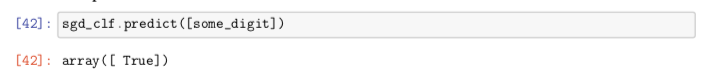 [42]: sgd_clf.predict([some_digit])
[42]: array([ True])